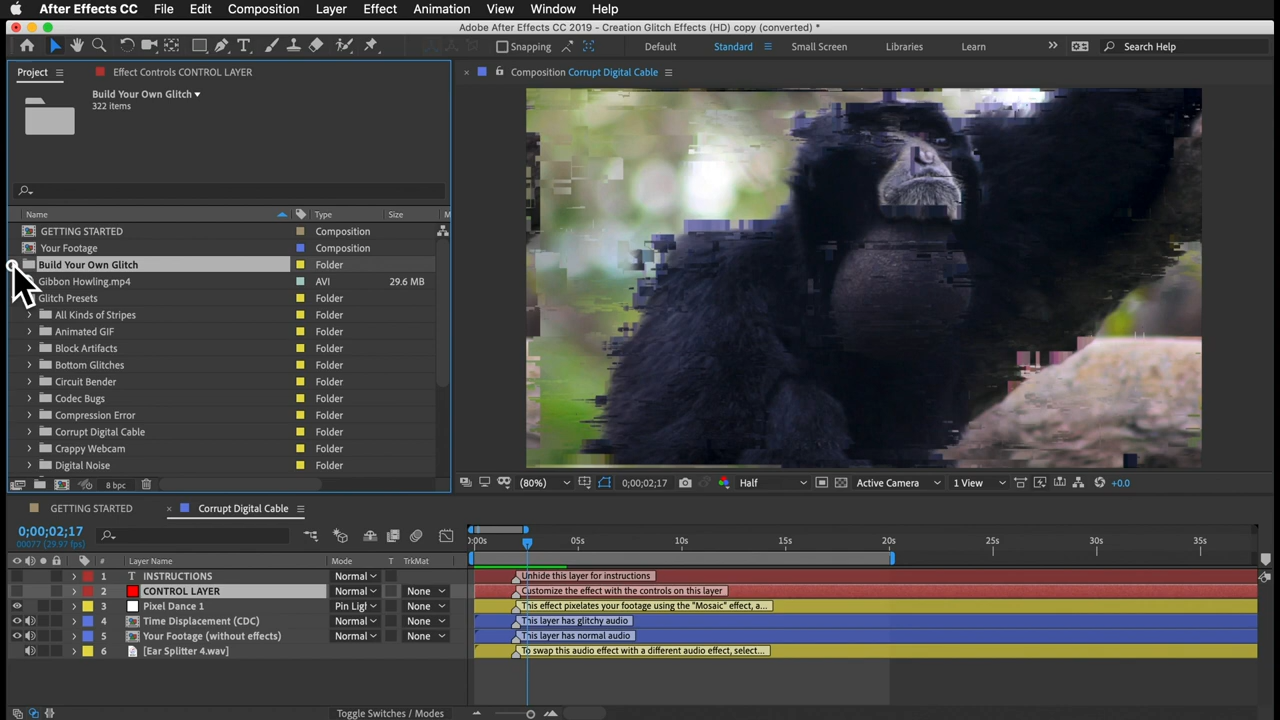 After Effects CC File Edit Composition Layer Effect Animation View Window Help
Adobe After Effects CC 2019 - Creation Glitch Effects (HD) copy (converted) *
Snapping Default Standard Small Screen Libraries Learn Search Help
Project Effect Controls CONTROL LAYER Composition Corrupt Digital Cable
Build Your Own Glitch
322 items
Name Type Size M
GETTING STARTED Composition
Your Footage Composition
Build Your Own Glitch Folder
Gibbon Howling.mp4 AVI 29.6 MB
Glitch Presets Folder
All Kinds of Stripes Folder
Animated GIF Folder
Block Artifacts Folder
Bottom Glitches Folder
Circuit Bender Folder
Codec Bugs Folder
Compression Error Folder
Corrupt Digital Cable Folder
Crappy Webcam Folder
Digital Noise Folder
8 bpc (80%) 0;00;02;17 Half Active Camera 1 View +0.0
GETTING STARTED Corrupt Digital Cable
0;00;02;17
00077 (29.97 fps)
:00s 05s 10s 15s 20s 25s 30s 35s
# Layer Name Mode T TrkMat
1 T INSTRUCTIONS Normal Unhide this layer for instructions
2 CONTROL LAYER Normal None Customize the effect with the controls on this layer
3 Pixel Dance 1 Pin Ligl None This effect pixelates your footage using the "Mosaic" effect, a...
4 Time Displacement (CDC) Normal None This layer has glitchy audio
5 Your Footage (without effects) Normal None This layer has normal audio
6 [Ear Splitter 4.wav] To swap this audio effect with a different audio effect, select...
Toggle Switches / Modes